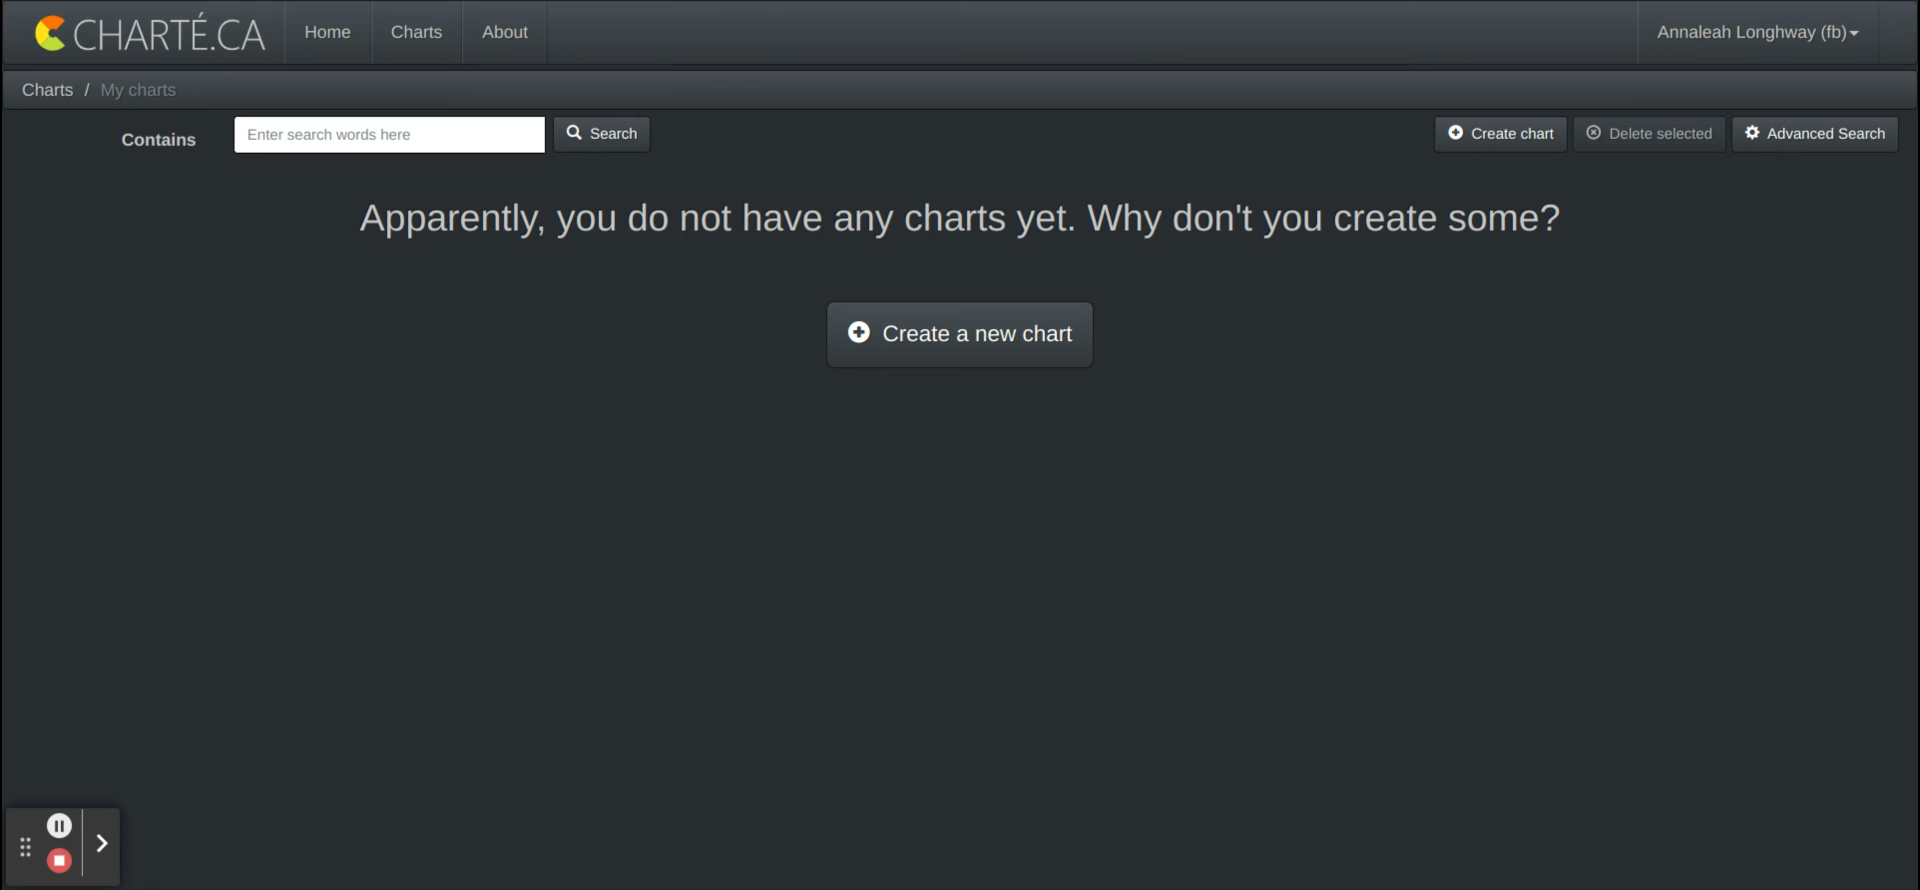 CHARTÉ.CA
Home
Charts
About
Annaleah Longhway (fb)
Charts / My charts
Contains
Enter search words here
Search
Create chart
Delete selected
Advanced Search
Apparently, you do not have any charts yet. Why don't you create some?
Create a new chart